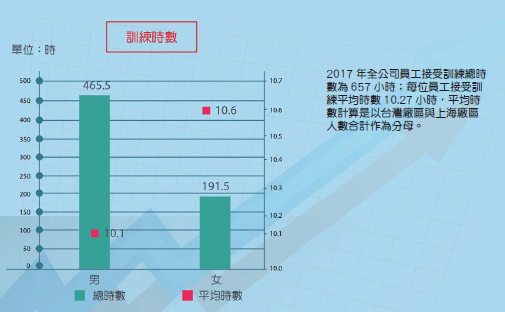 訓練時數
單位：時
500
450
400
350
300
250
200
150
100
50
0
465.5
10.1
10.6
191.5
10.7
10.6
10.5
10.4
10.3
10.2
10.1
10.0
男
女
總時數
平均時數
2017 年全公司員工接受訓練總時
數為 657 小時；每位員工接受訓
練平均時數 10.27 小時，平均時
數計算是以台灣廠區與上海廠區
人數合計作為分母。